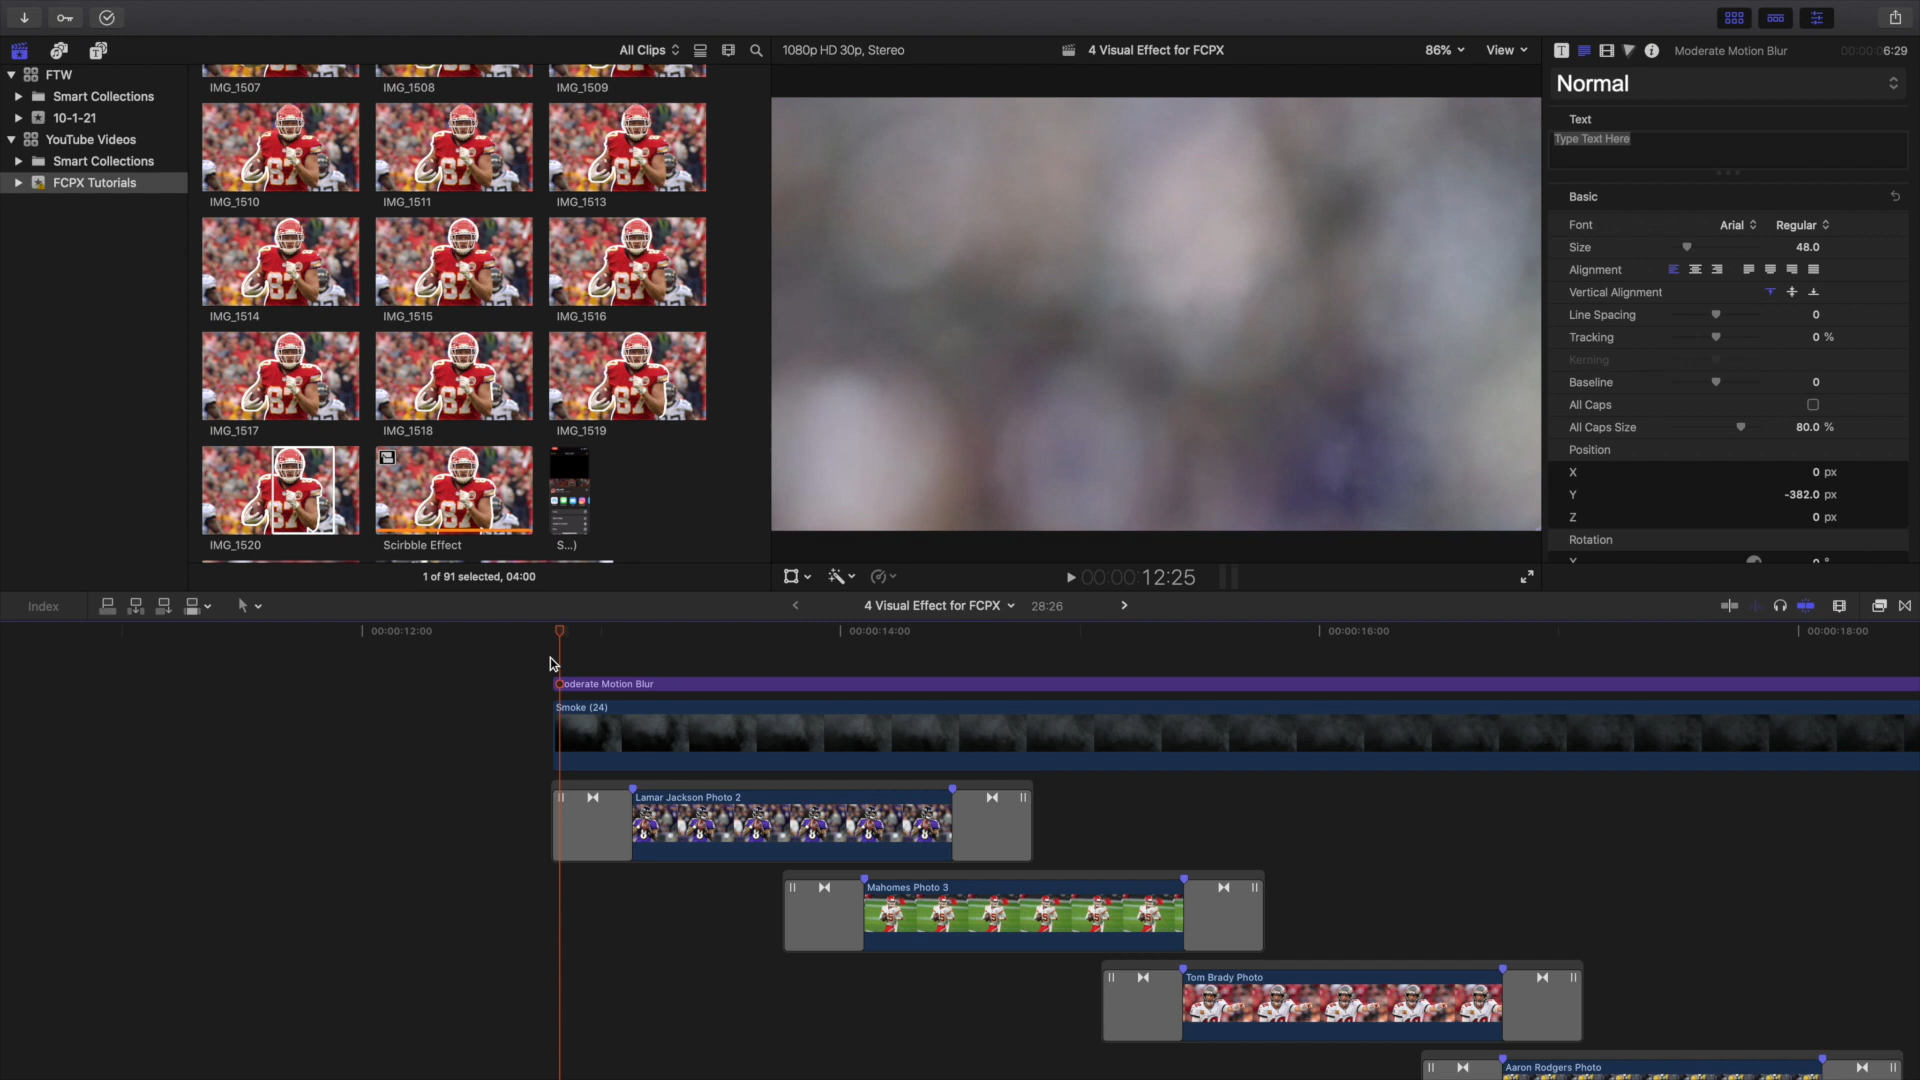 All Clips
1080p HD 30p, Stereo
4 Visual Effect for FCPX
86%
View
Moderate Motion Blur
00:00:06:29
FTW
Smart Collections
10-1-21
YouTube Videos
Smart Collections
FCPX Tutorials
IMG_1507
IMG_1508
IMG_1509
IMG_1510
IMG_1511
IMG_1513
IMG_1514
IMG_1515
IMG_1516
IMG_1517
IMG_1518
IMG_1519
IMG_1520
Scirbble Effect
S...)
1 of 91 selected, 04:00
Normal
Text
Type Text Here
Basic
Font Arial Regular
Size 48.0
Alignment
Vertical Alignment
Line Spacing 0
Tracking 0 %
Kerning
Baseline 0
All Caps
All Caps Size 80.0 %
Position
X 0 px
Y -382.0 px
Z 0 px
Rotation
00:00:12:25
Index
4 Visual Effect for FCPX
28:26
00:00:12:00
00:00:14:00
00:00:16:00
00:00:18:00
oderate Motion Blur
Smoke (24)
Lamar Jackson Photo 2
Mahomes Photo 3
Tom Brady Photo
Aaron Rodgers Photo